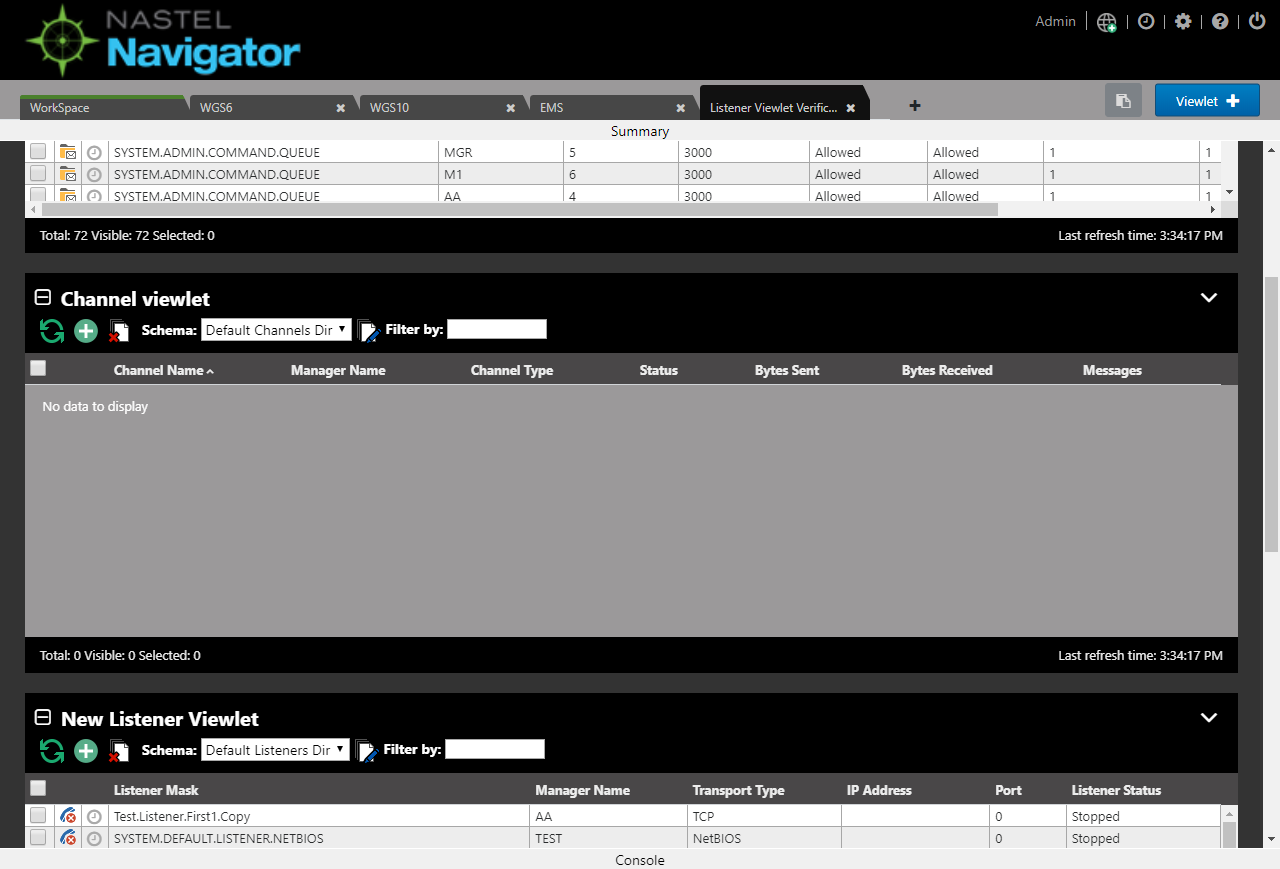 NASTEL
Navigator
Admin
WorkSpace WGS6 WGS10 EMS Listener Viewlet Verific... Viewlet
Summary
SYSTEM.ADMIN.COMMAND.QUEUE MGR 5 3000 Allowed Allowed 1 1
SYSTEM.ADMIN.COMMAND.QUEUE M1 6 3000 Allowed Allowed 1 1
SYSTEM.ADMIN.COMMAND.QUEUE AA 4 3000 Allowed Allowed 1 1
Total: 72 Visible: 72 Selected: 0 Last refresh time: 3:34:17 PM
Channel viewlet
Schema: Default Channels Dir Filter by:
Channel Name Manager Name Channel Type Status Bytes Sent Bytes Received Messages
No data to display
Total: 0 Visible: 0 Selected: 0 Last refresh time: 3:34:17 PM
New Listener Viewlet
Schema: Default Listeners Dir Filter by:
Listener Mask Manager Name Transport Type IP Address Port Listener Status
Test.Listener.First1.Copy AA TCP 0 Stopped
SYSTEM.DEFAULT.LISTENER.NETBIOS TEST NetBIOS 0 Stopped
Console